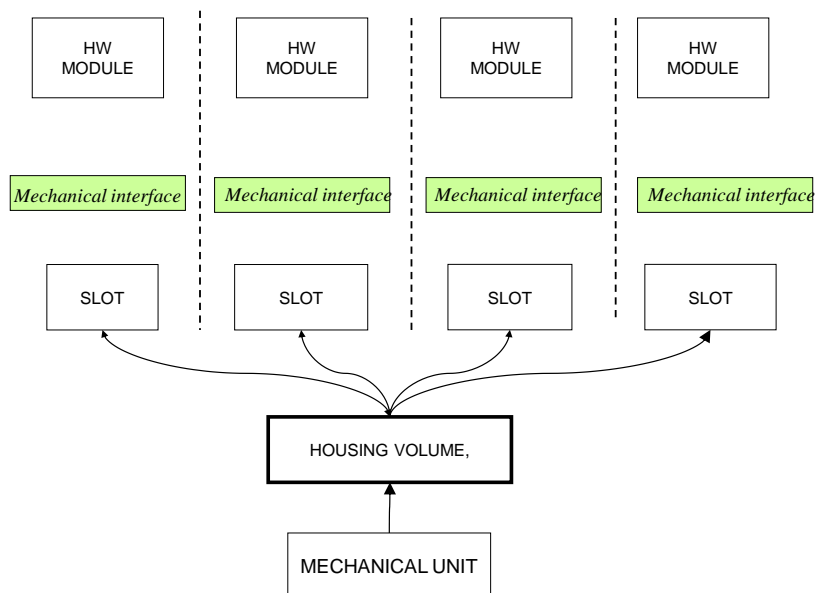 HW
MODULE
HW
MODULE
HW
MODULE
HW
MODULE
Mechanical interface
Mechanical interface
Mechanical interface
Mechanical interface
SLOT
SLOT
SLOT
SLOT
HOUSING VOLUME,
MECHANICAL UNIT